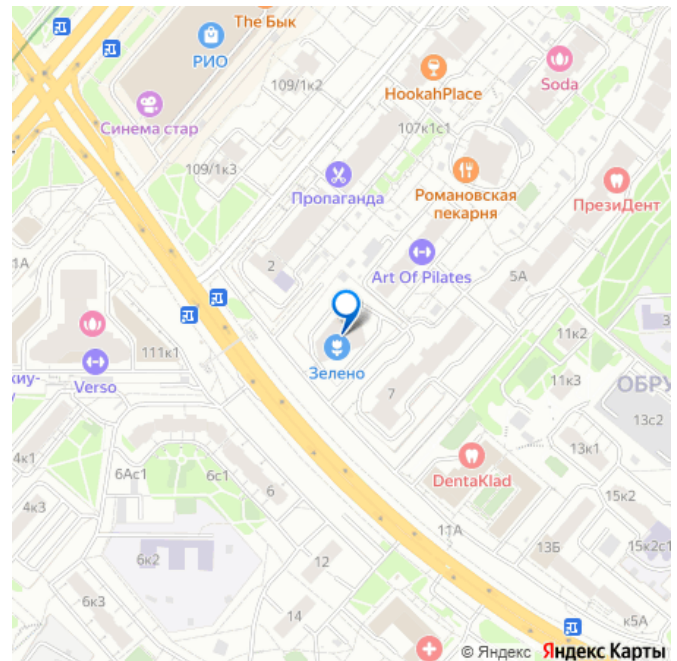 The Бык
РИО
109/1к2
HookahPlace
Soda
Синема стар
107к1с1
109/1к3
Пропаганда
Романовская
пекарня
ПрезиДент
1А
2
Art Of Pilates
5А
111к1
Verso
Зелено
7
11к2
11к3
ОБРУ
13с2
4к1
6Ас1
6с1
6
DentaKlad
13к1
4к3
15к2
11А
13Б
15к2с1
6к2
12
6к3
14
к5А
© Яндекс Яндекс Карты